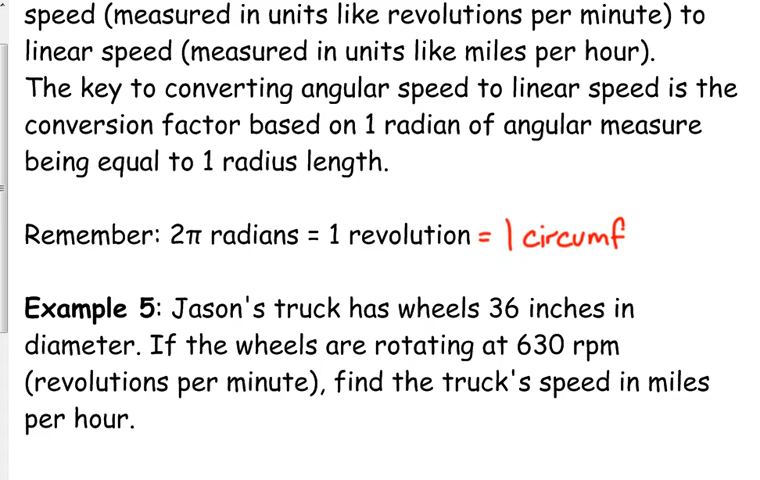 speed (measured in units like revolutions per minute) to
linear speed (measured in units like miles per hour).
The key to converting angular speed to linear speed is the
conversion factor based on 1 radian of angular measure
being equal to 1 radius length.
Remember: 2π radians = 1 revolution = 1 circumf
Example 5: Jason's truck has wheels 36 inches in
diameter. If the wheels are rotating at 630 rpm
(revolutions per minute), find the truck's speed in miles
per hour.